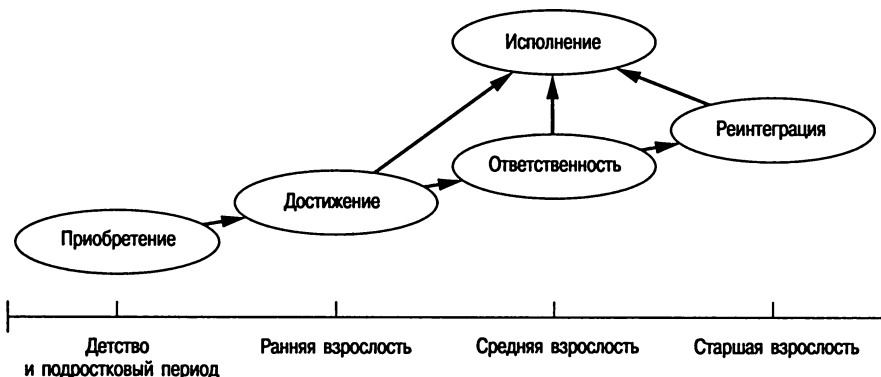 Исполнение
Реинтеграция
Ответственность
Достижение
Приобретение
Детство
и подростковый период
Ранняя взрослость
Средняя взрослость
Старшая взрослость